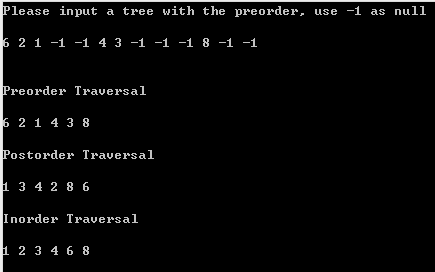 Please input a tree with the preorder, use -1 as null
6 2 1 -1 -1 4 3 -1 -1 -1 8 -1 -1
Preorder Traversal
6 2 1 4 3 8
Postorder Traversal
1 3 4 2 8 6
Inorder Traversal
1 2 3 4 6 8